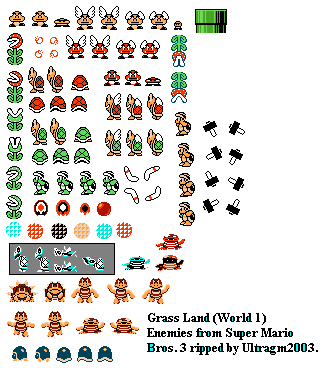 Grass Land (World 1)
Enemies from Super Mario
Bros. 3 ripped by Ultragm2003.